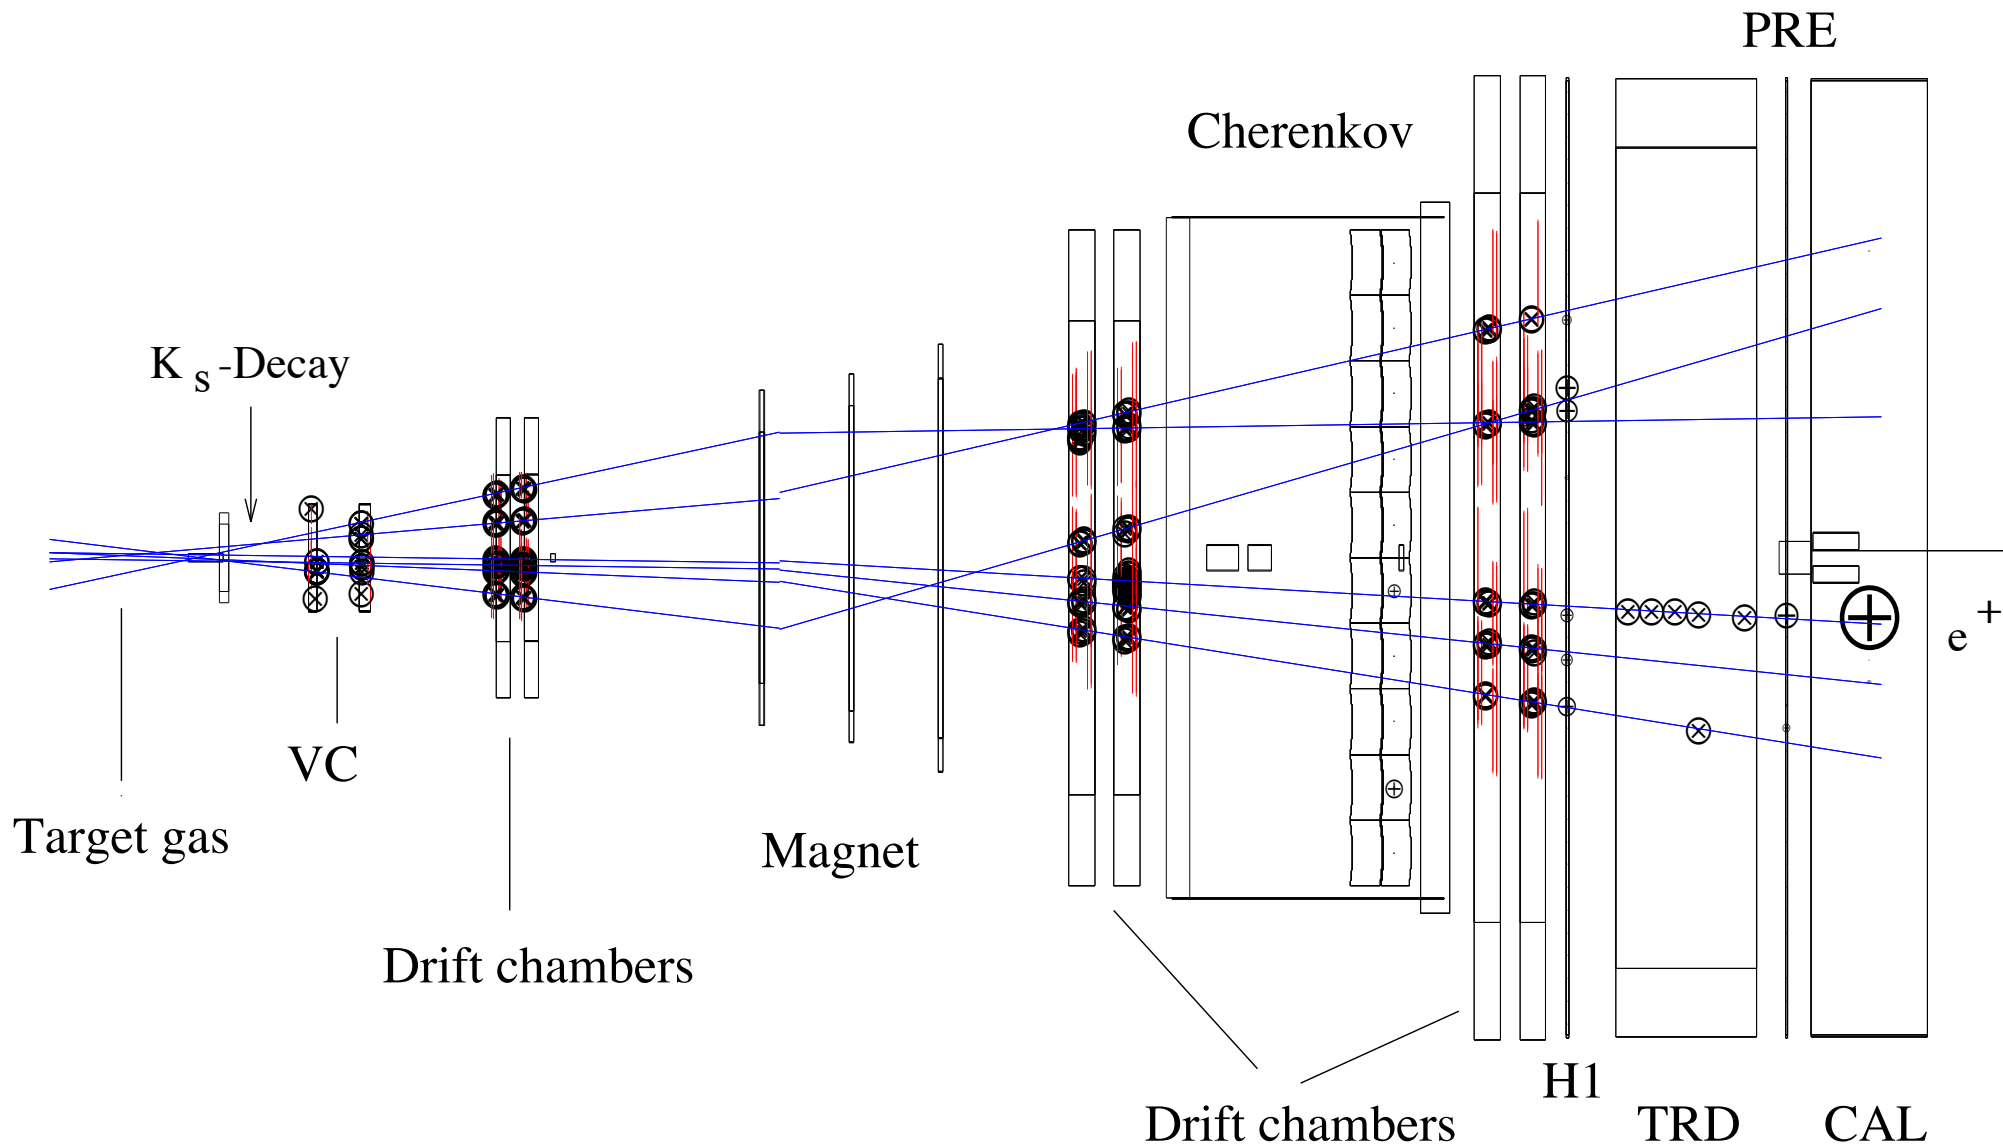 PRE
Cherenkov
K s -Decay
e +
VC
Target gas
Magnet
Drift chambers
H1
Drift chambers
TRD
CAL